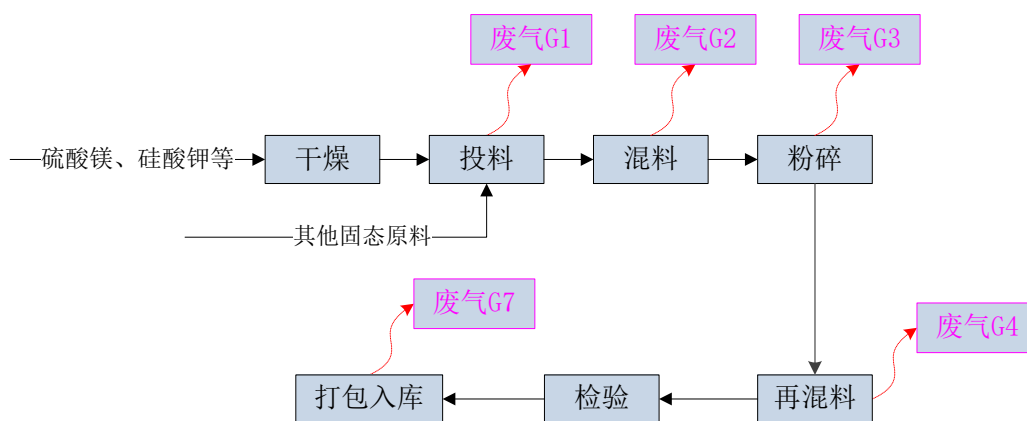 废气G1
废气G2
废气G3
硫酸镁、硅酸钾等
干燥
投料
混料
粉碎
其他固态原料
废气G7
废气G4
打包入库
检验
再混料